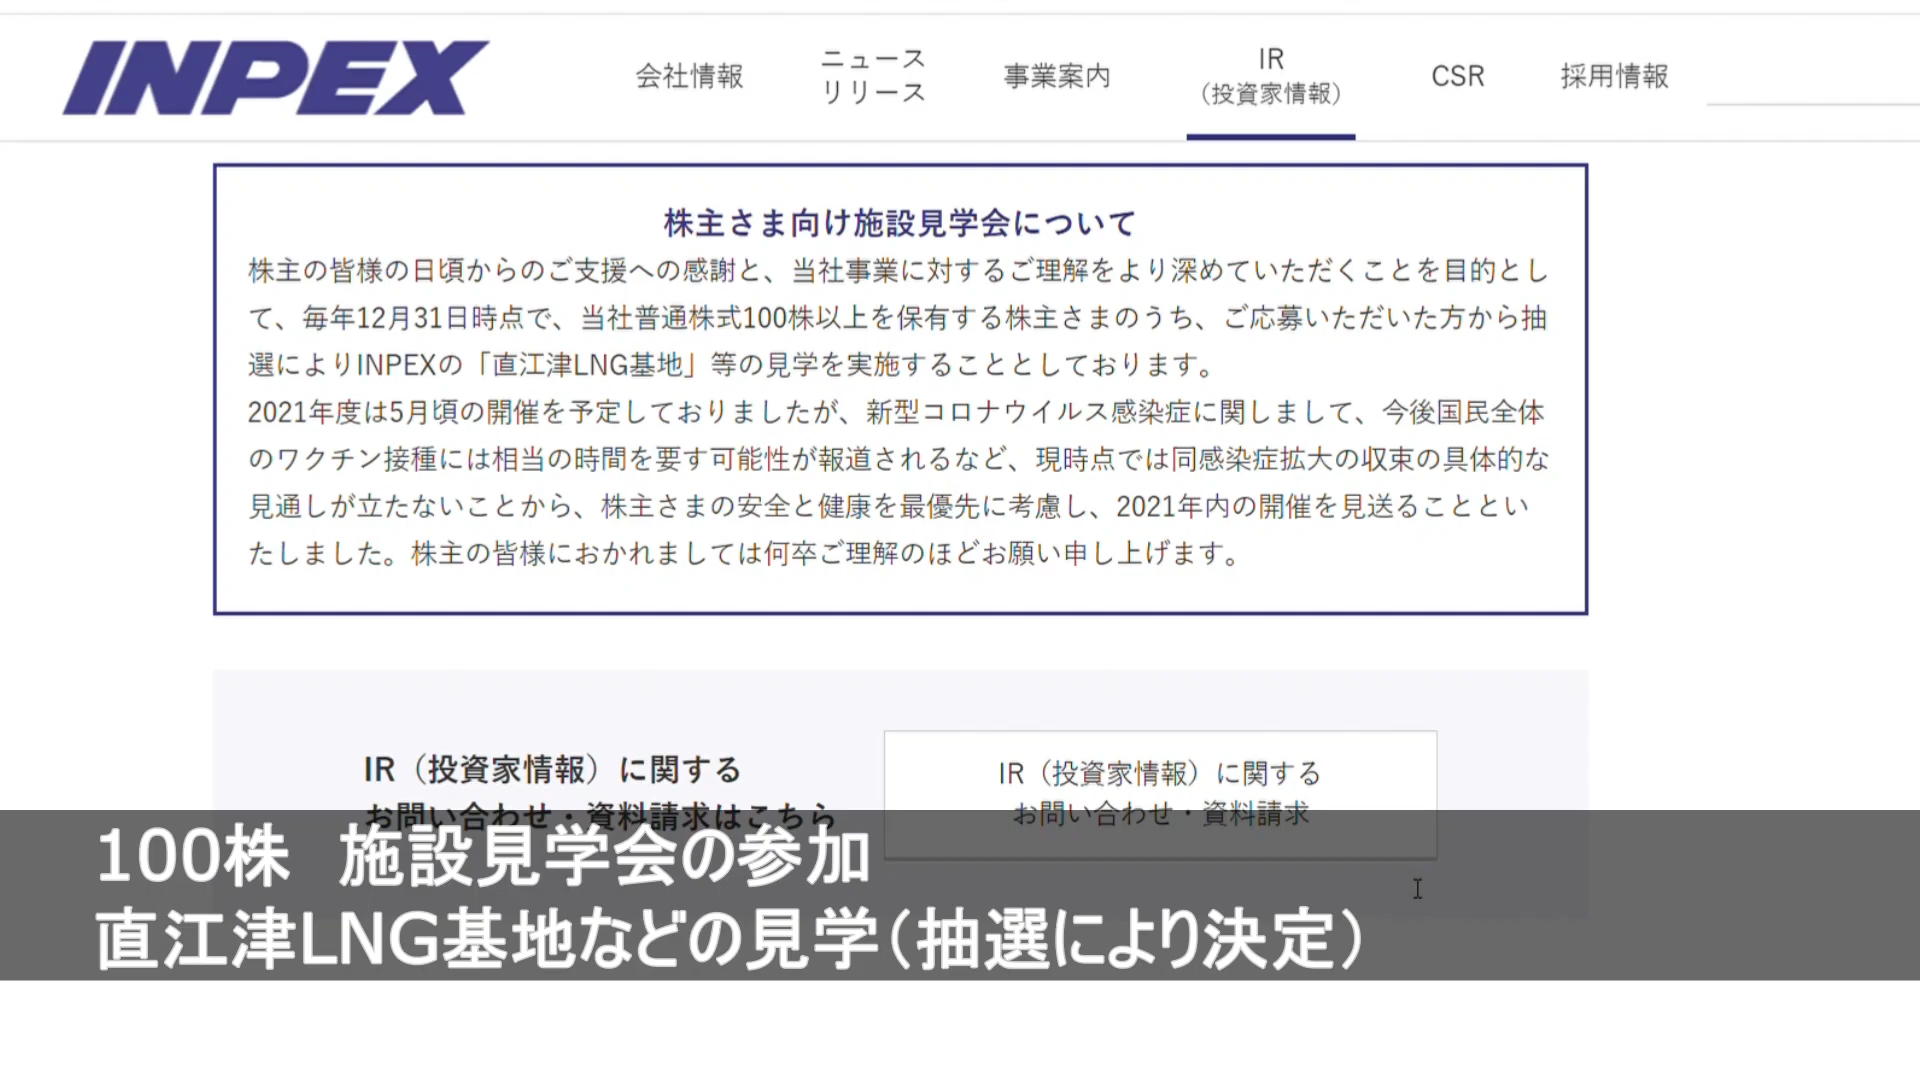 INPEX
会社情報
ニュース
リリース
事業案内
IR
（投資家情報）
CSR
採用情報
株主さま向け施設見学会について
株主の皆様の日頃からのご支援への感謝と、当社事業に対するご理解をより深めていただくことを目的とし
て、毎年12月31日時点で、当社普通株式100株以上を保有する株主さまのうち、ご応募いただいた方から抽
選によりINPEXの「直江津LNG基地」等の見学を実施することとしております。
2021年度は5月頃の開催を予定しておりましたが、新型コロナウイルス感染症に関しまして、今後国民全体
のワクチン接種には相当の時間を要す可能性が報道されるなど、現時点では同感染症拡大の収束の具体的な
見通しが立たないことから、株主さまの安全と健康を最優先に考慮し、2021年内の開催を見送ることとい
たしました。株主の皆様におかれましては何卒ご理解のほどお願い申し上げます。
IR（投資家情報）に関する
お問い合わせ・資料請求はこちら
IR（投資家情報）に関する
お問い合わせ・資料請求
100株　施設見学会の参加
直江津LNG基地などの見学（抽選により決定）